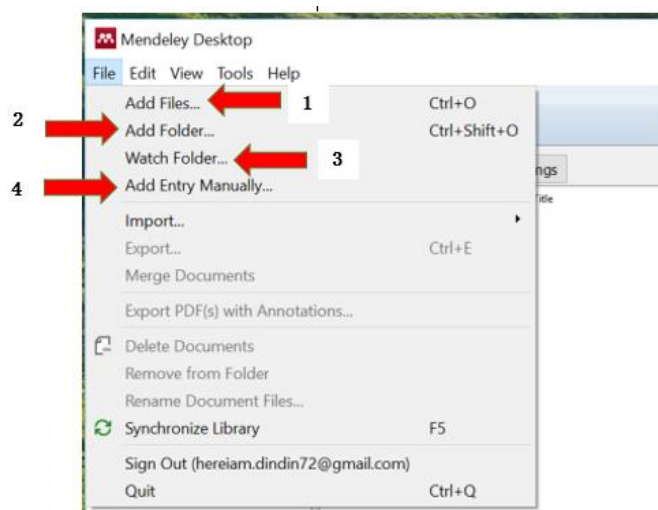 Mendeley Desktop
File Edit View Tools Help
Add Files... 1 Ctrl+O
2 Add Folder... Ctrl+Shift+O
Watch Folder... 3
ngs
4 Add Entry Manually...
Title
Import...
Export... Ctrl+E
Merge Documents
Export PDF(s) with Annotations...
Delete Documents
Remove from Folder
Rename Document Files...
Synchronize Library F5
Sign Out (hereiam.dindin72@gmail.com)
Quit Ctrl+Q